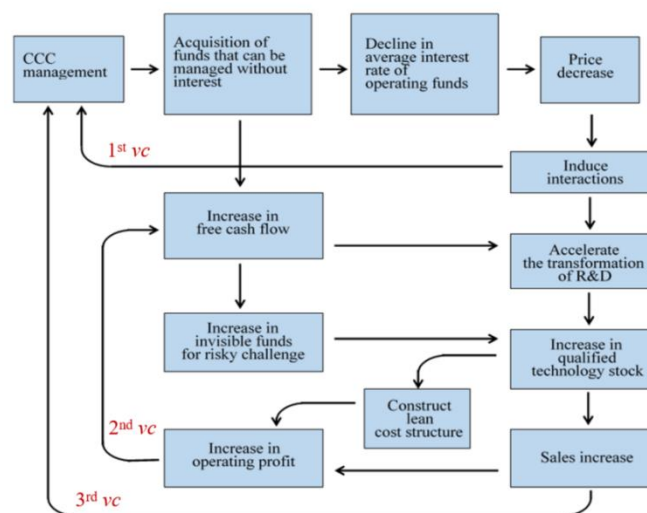 CCC
management
Acquisition of
funds that can be
managed without
interest
Decline in
average interest
rate of
operating funds
Price
decrease
1st vc
Induce
interactions
Increase in
free cash flow
Accelerate
the transformation
of R&D
Increase in
invisible funds
for risky challenge
Increase in
qualified
technology stock
Construct
lean
cost structure
2nd vc
Increase in
operating profit
Sales increase
3rd vc